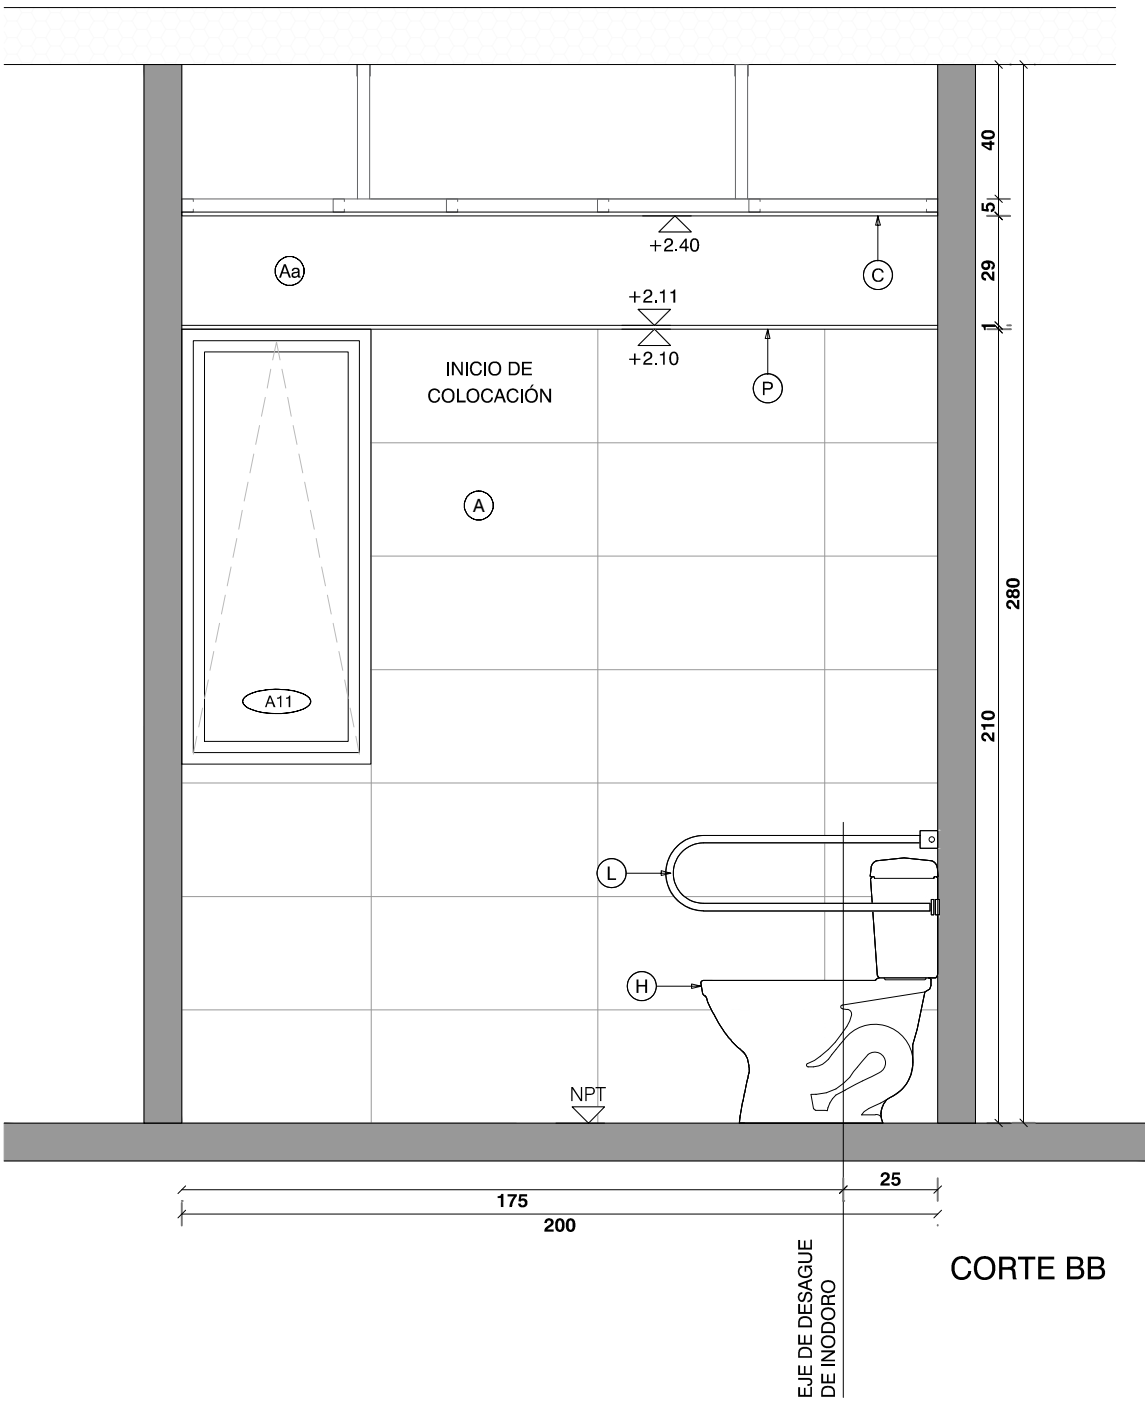 40
5
+2.40
Aa
C
29
+2.11
1
+2.10
INICIO DE
COLOCACIÓN
P
A
280
A11
210
L
H
NPT
25
175
200
CORTE BB
EJE DE DESAGUE
DE INODORO